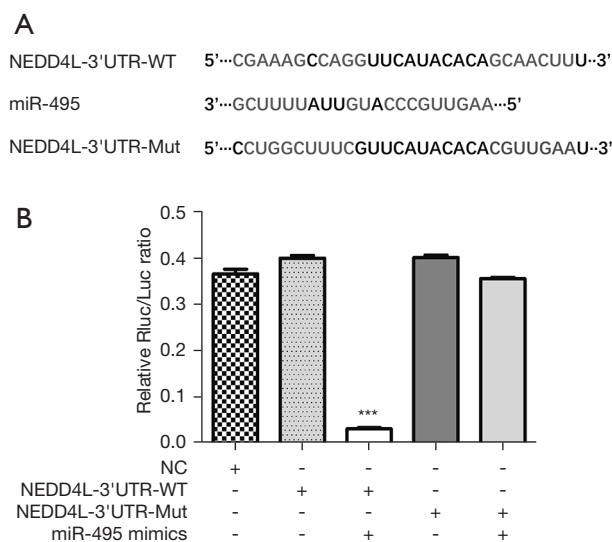 A
NEDD4L-3'UTR-WT 5'···CGAAAGCCAGGUUCAUACACAGCAACUUU··3'
miR-495 3'···GCUUUUAUUGUACCCGUUGAA···5'
NEDD4L-3'UTR-Mut 5'···CCUGGCUUUCGUUCAUACACACGUUGAAU··3'
B
Relative Rluc/Luc ratio
0.5
0.4
0.3
0.2
0.1
0.0
***
NC + - - - -
NEDD4L-3'UTR-WT - + + - -
NEDD4L-3'UTR-Mut - - - + +
miR-495 mimics - - + - +